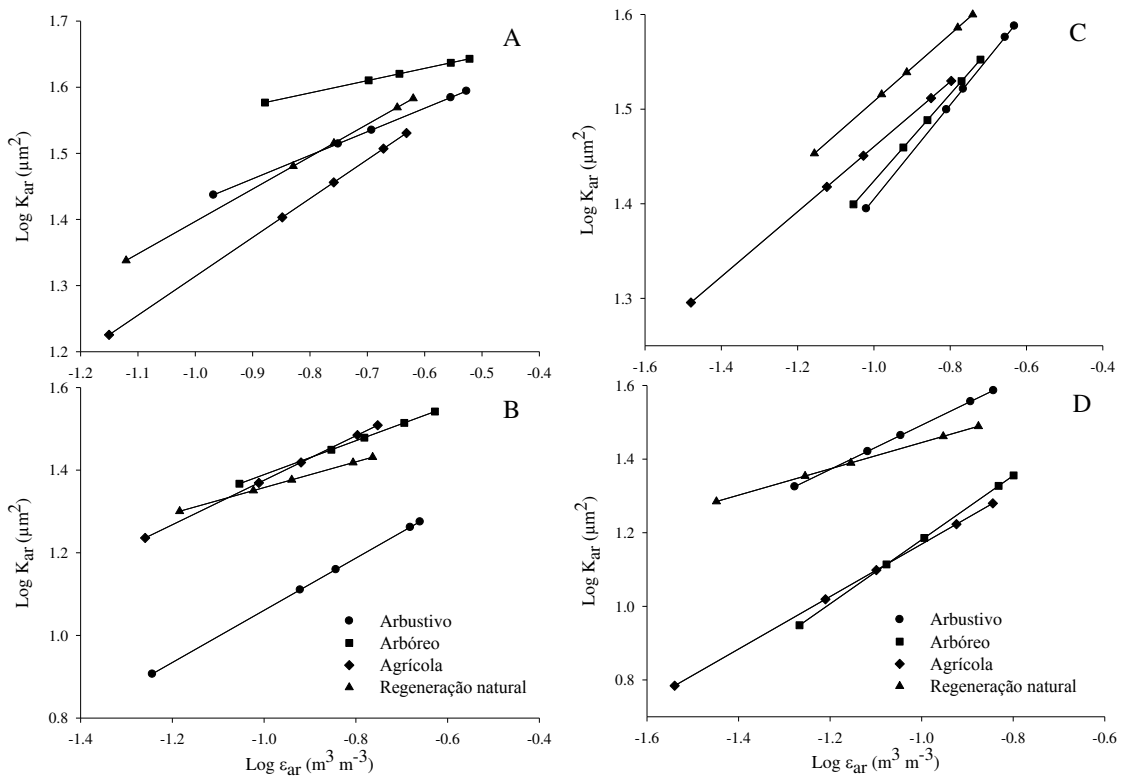 A
1.7
1.6
1.5
1.4
1.3
1.2
Log K_ar (µm²)
-1.2 -1.1 -1.0 -0.9 -0.8 -0.7 -0.6 -0.5 -0.4
C
1.6
1.5
1.4
1.3
Log K_ar (µm²)
-1.6 -1.4 -1.2 -1.0 -0.8 -0.6 -0.4
B
1.6
1.4
1.2
1.0
0.8
Log K_ar (µm²)
Arbustivo
Arbóreo
Agrícola
Regeneração natural
-1.4 -1.2 -1.0 -0.8 -0.6 -0.4
Log ε_ar (m³ m⁻³)
D
1.6
1.4
1.2
1.0
0.8
Log K_ar (µm²)
Arbustivo
Arbóreo
Agrícola
Regeneração natural
-1.6 -1.4 -1.2 -1.0 -0.8 -0.6
Log ε_ar (m³ m⁻³)